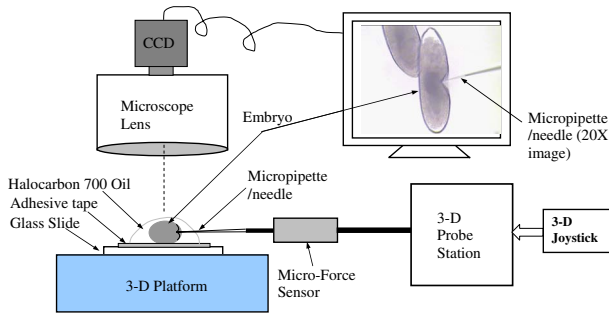 CCD
Microscope
Lens
Embryo
Micropipette
/needle (20X
image)
Halocarbon 700 Oil
Adhesive tape
Glass Slide
Micropipette
/needle
3-D
Probe
Station
3-D
Joystick
Micro-Force
Sensor
3-D Platform